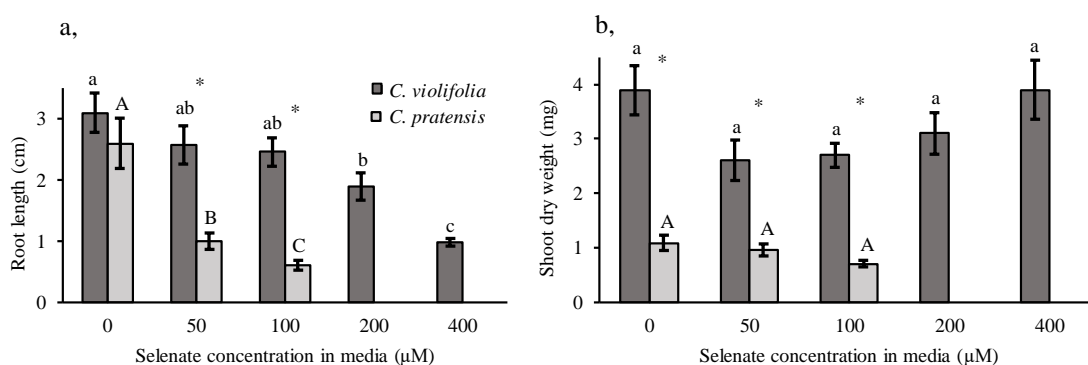 a,
Root length (cm)
3
2
1
0
a
A
ab
*
B
ab
*
C
b
c
C. violifolia
C. pratensis
0 50 100 200 400
Selenate concentration in media (µM)
b,
Shoot dry weight (mg)
4
3
2
1
0
a
*
A
a
*
A
a
*
A
a
a
0 50 100 200 400
Selenate concentration in media (µM)